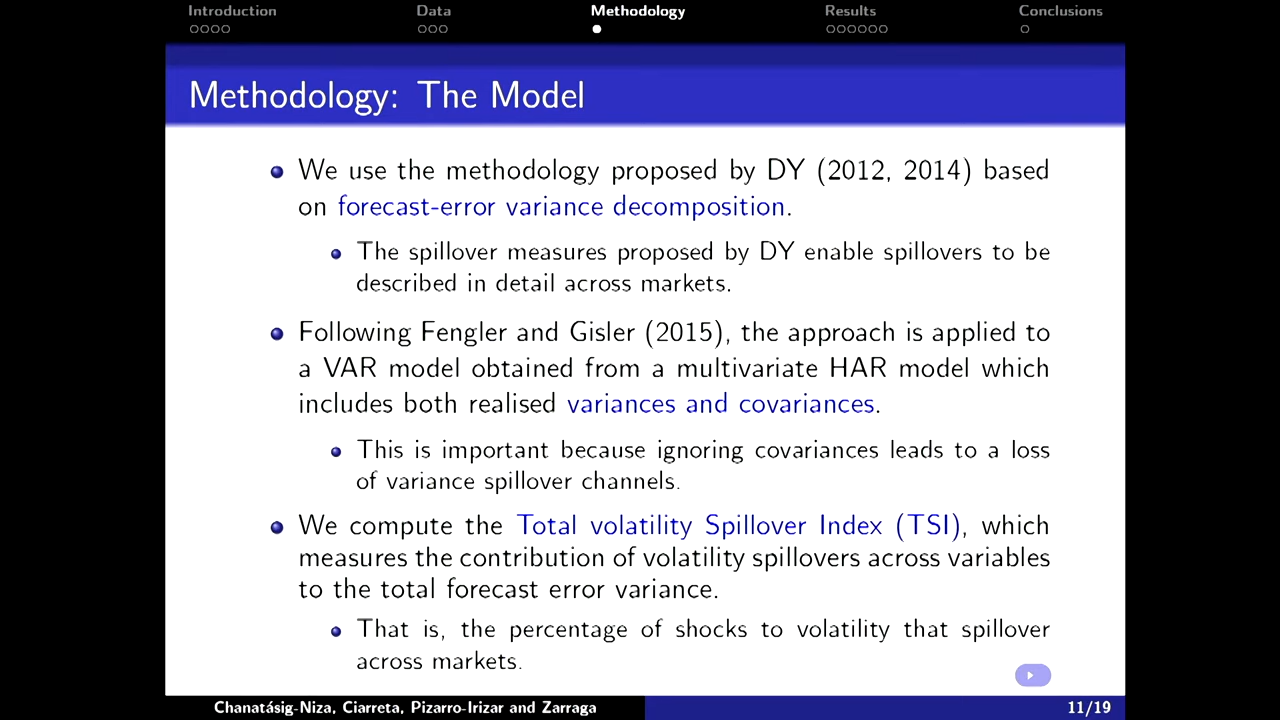 Introduction Data Methodology Results Conclusions
Methodology: The Model
We use the methodology proposed by DY (2012, 2014) based
on forecast-error variance decomposition.
The spillover measures proposed by DY enable spillovers to be
described in detail across markets.
Following Fengler and Gisler (2015), the approach is applied to
a VAR model obtained from a multivariate HAR model which
includes both realised variances and covariances.
This is important because ignoring covariances leads to a loss
of variance spillover channels.
We compute the Total volatility Spillover Index (TSI), which
measures the contribution of volatility spillovers across variables
to the total forecast error variance.
That is, the percentage of shocks to volatility that spillover
across markets.
Chanatásig-Niza, Ciarreta, Pizarro-Irizar and Zarraga 11/19